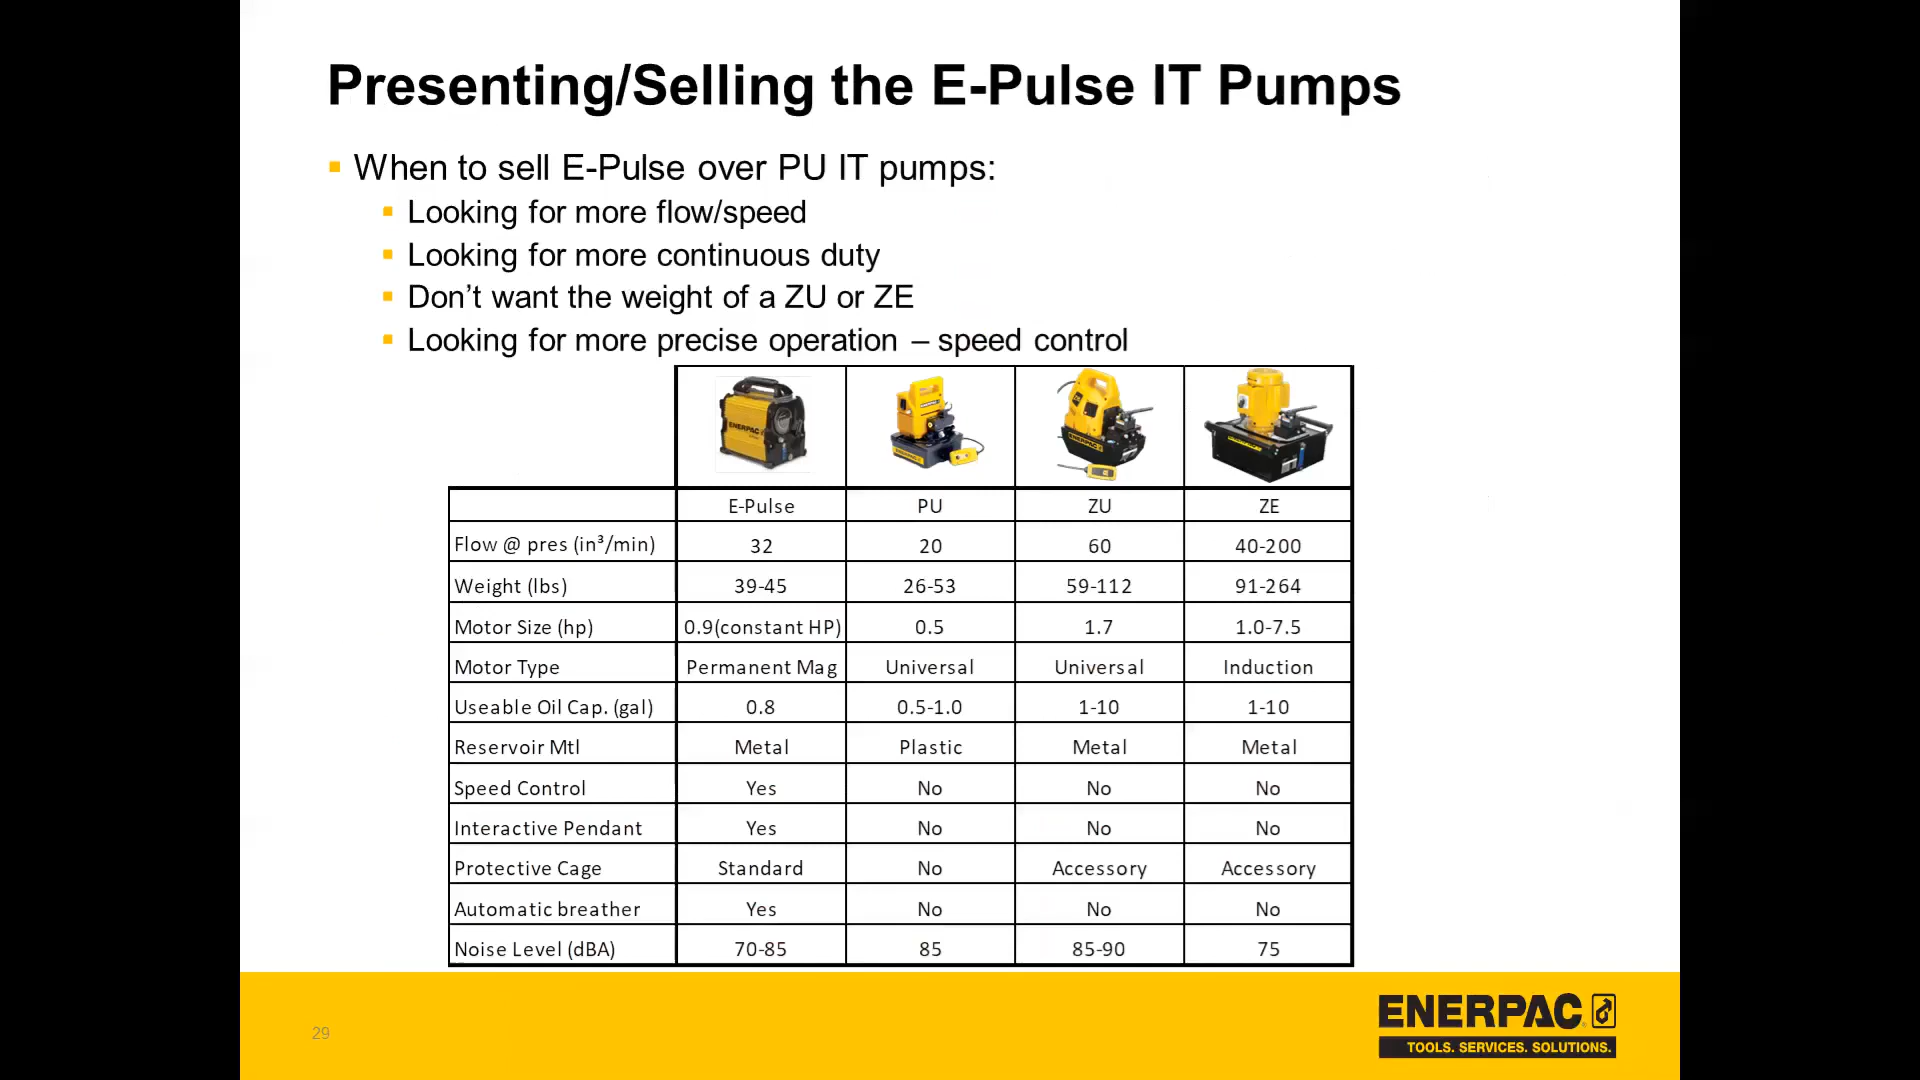 Presenting/Selling the E-Pulse IT Pumps
When to sell E-Pulse over PU IT pumps:
Looking for more flow/speed
Looking for more continuous duty
Don’t want the weight of a ZU or ZE
Looking for more precise operation – speed control
ENERPAC
E-Pulse PU ZU ZE
Flow @ pres (in³/min) 32 20 60 40-200
Weight (lbs) 39-45 26-53 59-112 91-264
Motor Size (hp) 0.9(constant HP) 0.5 1.7 1.0-7.5
Motor Type Permanent Mag Universal Universal Induction
Useable Oil Cap. (gal) 0.8 0.5-1.0 1-10 1-10
Reservoir Mtl Metal Plastic Metal Metal
Speed Control Yes No No No
Interactive Pendant Yes No No No
Protective Cage Standard No Accessory Accessory
Automatic breather Yes No No No
Noise Level (dBA) 70-85 85 85-90 75
29
ENERPAC
TOOLS. SERVICES. SOLUTIONS.